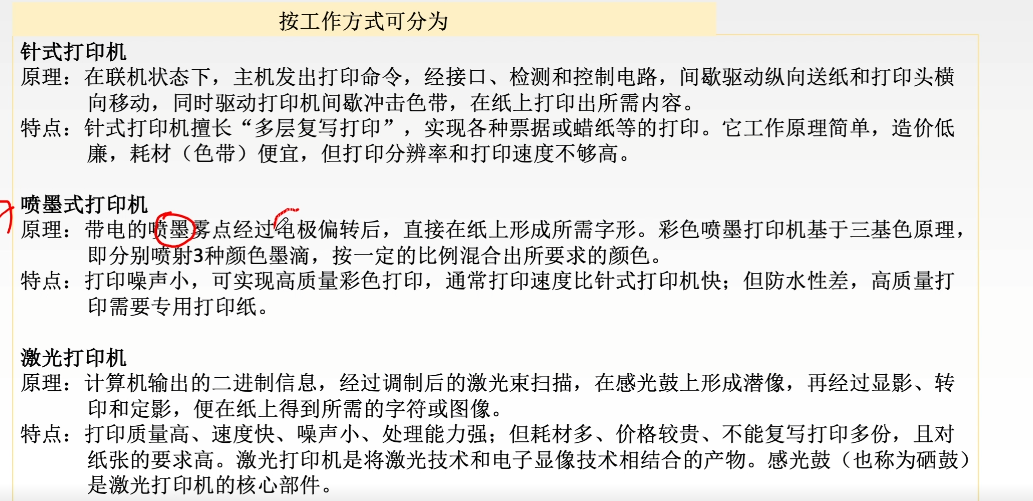 按工作方式可分为
针式打印机
原理：在联机状态下，主机发出打印命令，经接口、检测和控制电路，间歇驱动纵向送纸和打印头横
向移动，同时驱动打印机间歇冲击色带，在纸上打印出所需内容。
特点：针式打印机擅长“多层复写打印”，实现各种票据或蜡纸等的打印。它工作原理简单，造价低
廉，耗材（色带）便宜，但打印分辨率和打印速度不够高。
喷墨式打印机
原理：带电的喷墨雾点经过电极偏转后，直接在纸上形成所需字形。彩色喷墨打印机基于三基色原理，
即分别喷射3种颜色墨滴，按一定的比例混合出所要求的颜色。
特点：打印噪声小，可实现高质量彩色打印，通常打印速度比针式打印机快；但防水性差，高质量打
印需要专用打印纸。
激光打印机
原理：计算机输出的二进制信息，经过调制后的激光束扫描，在感光鼓上形成潜像，再经过显影、转
印和定影，便在纸上得到所需的字符或图像。
特点：打印质量高、速度快、噪声小、处理能力强；但耗材多、价格较贵、不能复写打印多份，且对
纸张的要求高。激光打印机是将激光技术和电子显像技术相结合的产物。感光鼓（也称为硒鼓）
是激光打印机的核心部件。